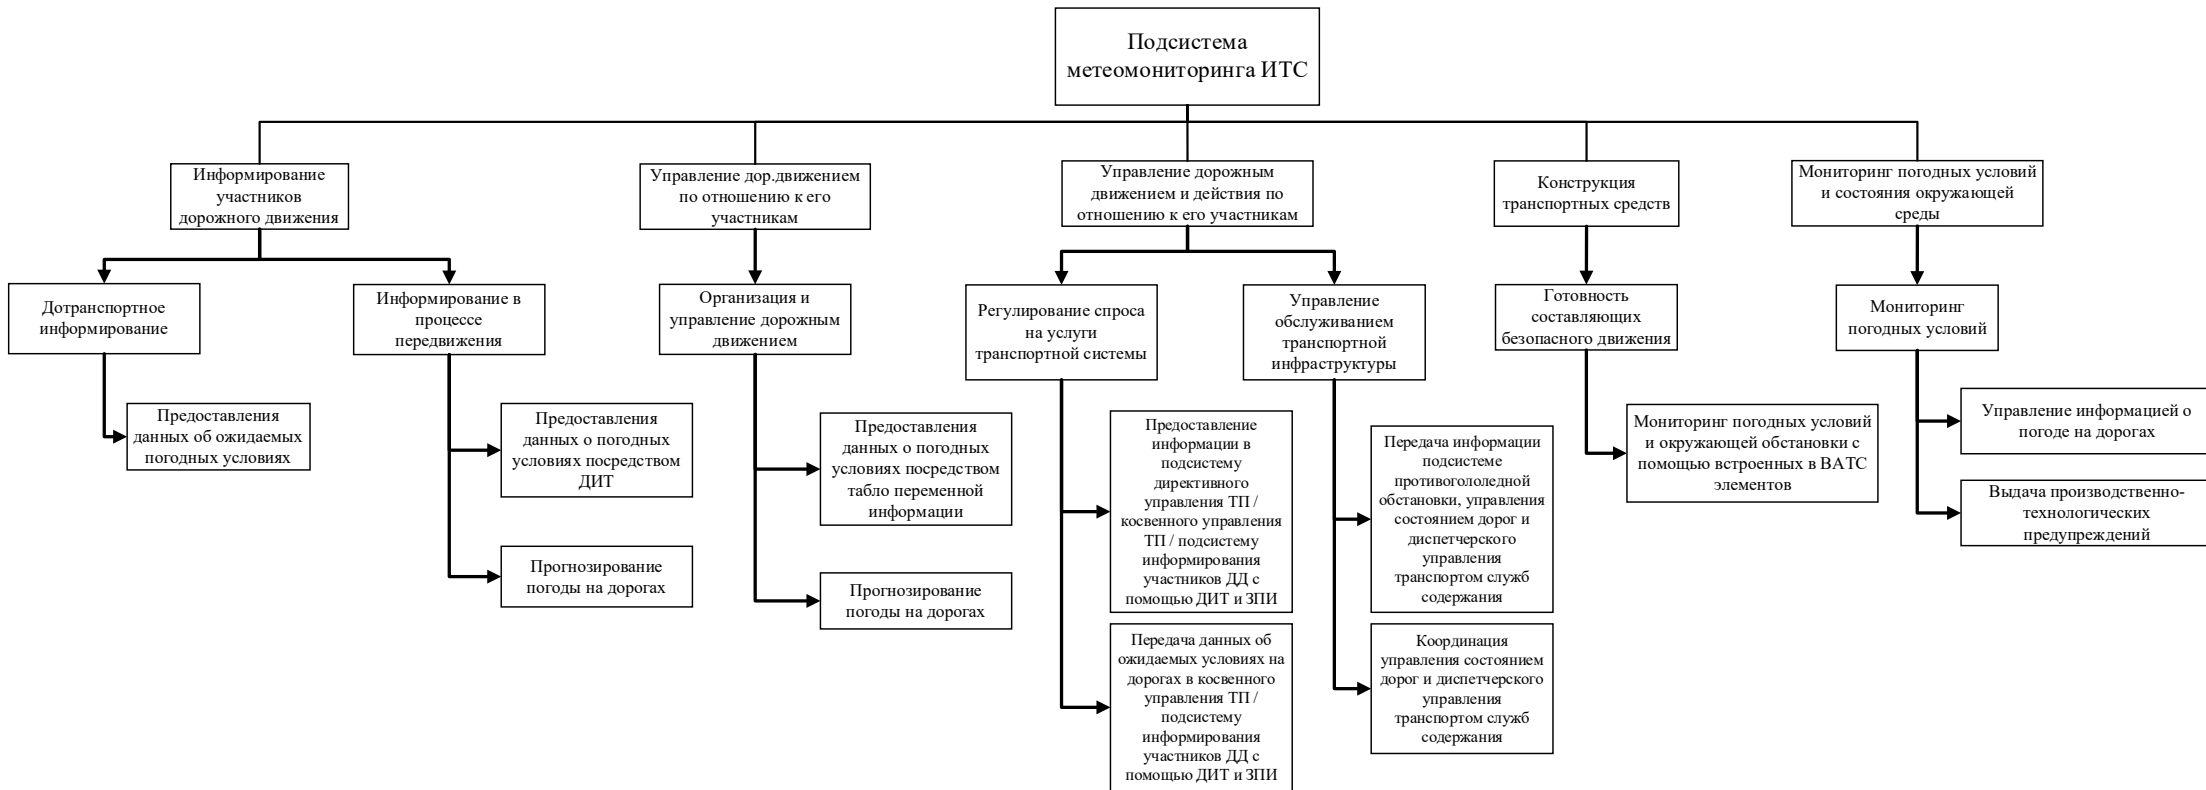 Подсистема
метеомониторинга ИТС
Информирование
участников
дорожного движения
Управление дор.движением
по отношению к его
участникам
Управление дорожным
движением и действия по
отношению к его участникам
Конструкция
транспортных средств
Мониторинг погодных условий
и состояния окружающей
среды
Дотранспортное
информирование
Информирование в
процессе
передвижения
Организация и
управление дорожным
движением
Регулирование спроса
на услуги
транспортной системы
Управление
обслуживанием
транспортной
инфраструктуры
Готовность
составляющих
безопасного движения
Мониторинг
погодных условий
Предоставления
данных об ожидаемых
погодных условиях
Предоставления
данных о погодных
условиях посредством
ДИТ
Прогнозирование
погоды на дорогах
Предоставления
данных о погодных
условиях посредством
табло переменной
информации
Прогнозирование
погоды на дорогах
Предоставление
информации в
подсистему
директивного
управления ТП /
косвенного управления
ТП / подсистему
информирования
участников ДД с
помощью ДИТ и ЗПИ
Передача данных об
ожидаемых условиях на
дорогах в косвенного
управления ТП /
подсистему
информирования
участников ДД с
помощью ДИТ и ЗПИ
Передача информации
подсистеме
противогололедной
обстановки, управления
состоянием дорог и
диспетчерского
управления
транспортом служб
содержания
Координация
управления состоянием
дорог и диспетчерского
управления
транспортом служб
содержания
Мониторинг погодных условий
и окружающей обстановки с
помощью встроенных в ВАТС
элементов
Управление информацией о
погоде на дорогах
Выдача производственно-
технологических
предупреждений